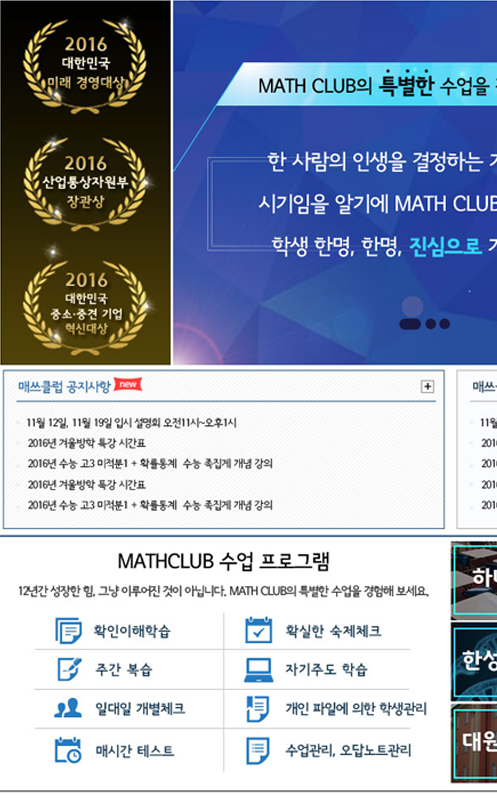 2016
대한민국
미래 경영대상
2016
산업통상자원부
장관상
2016
대한민국
중소·중견 기업
혁신대상
MATH CLUB의 특별한 수업을
한 사람의 인생을 결정하는
시기임을 알기에 MATH CLUB
학생 한명, 한명, 진심으로
매쓰클럽 공지사항 new
11월 12일, 11월 19일 입시 설명회 오전11시~오후1시
2016년 겨울방학 특강 시간표
2016년 수능 고3 미적분1 + 확률통계 수능 족집게 개념 강의
2016년 겨울방학 특강 시간표
2016년 수능 고3 미적분1 + 확률통계 수능 족집게 개념 강의
매쓰
11월
201
201
201
201
MATHCLUB 수업 프로그램
12년간 성장한 힘, 그냥 이루어진 것이 아닙니다. MATH CLUB의 특별한 수업을 경험해 보세요.
확인이해학습
확실한 숙제체크
주간 복습
자기주도 학습
일대일 개별체크
개인 파일에 의한 학생관리
매시간 테스트
수업관리, 오답노트관리
한성
대원